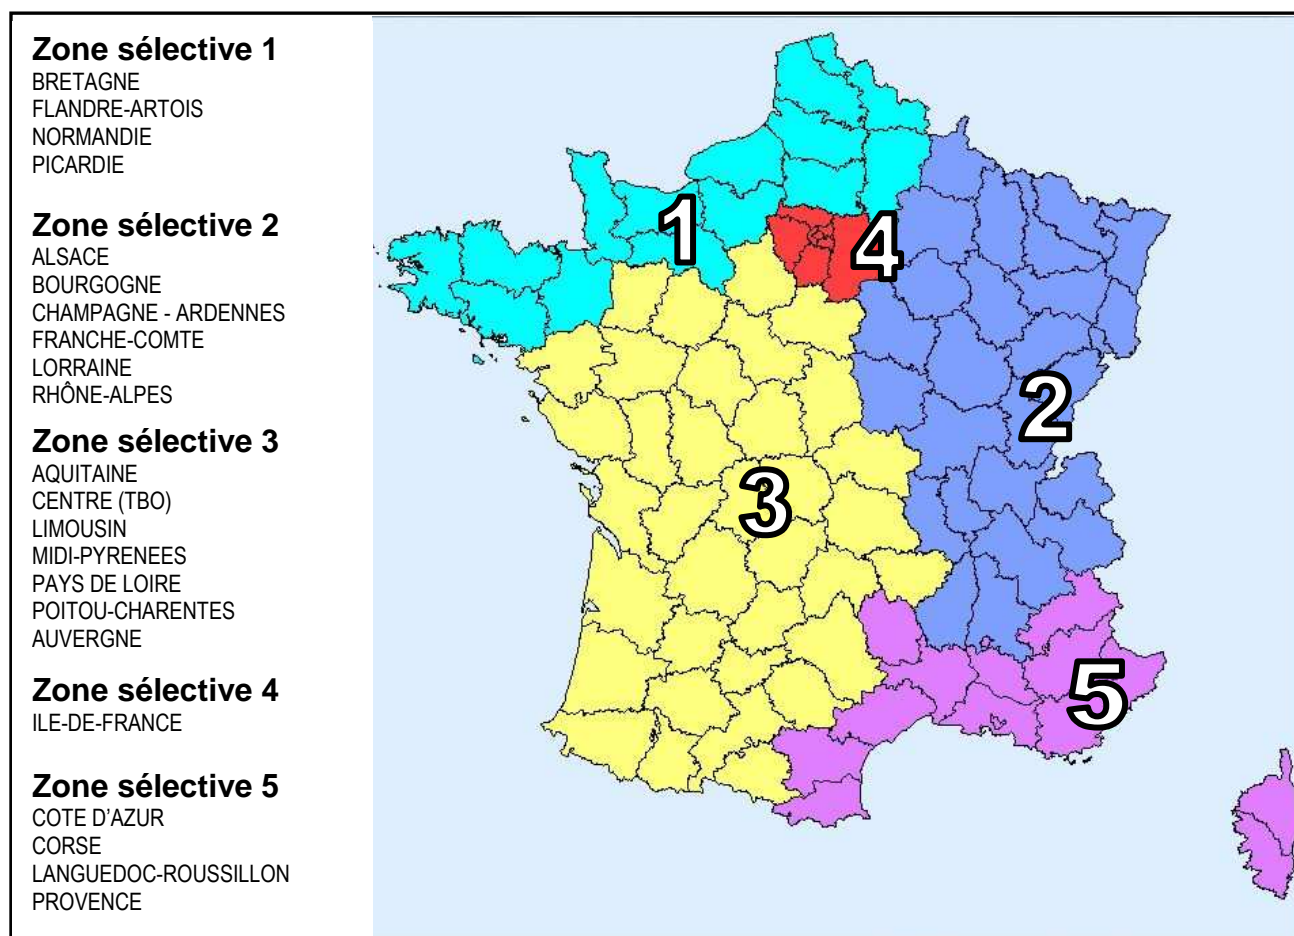 Zone sélective 1
BRETAGNE
FLANDRE-ARTOIS
NORMANDIE
PICARDIE
Zone sélective 2
ALSACE
BOURGOGNE
CHAMPAGNE - ARDENNES
FRANCHE-COMTE
LORRAINE
RHÔNE-ALPES
Zone sélective 3
AQUITAINE
CENTRE (TBO)
LIMOUSIN
MIDI-PYRENEES
PAYS DE LOIRE
POITOU-CHARENTES
AUVERGNE
Zone sélective 4
ILE-DE-FRANCE
Zone sélective 5
COTE D'AZUR
CORSE
LANGUEDOC-ROUSSILLON
PROVENCE
1
4
2
3
5